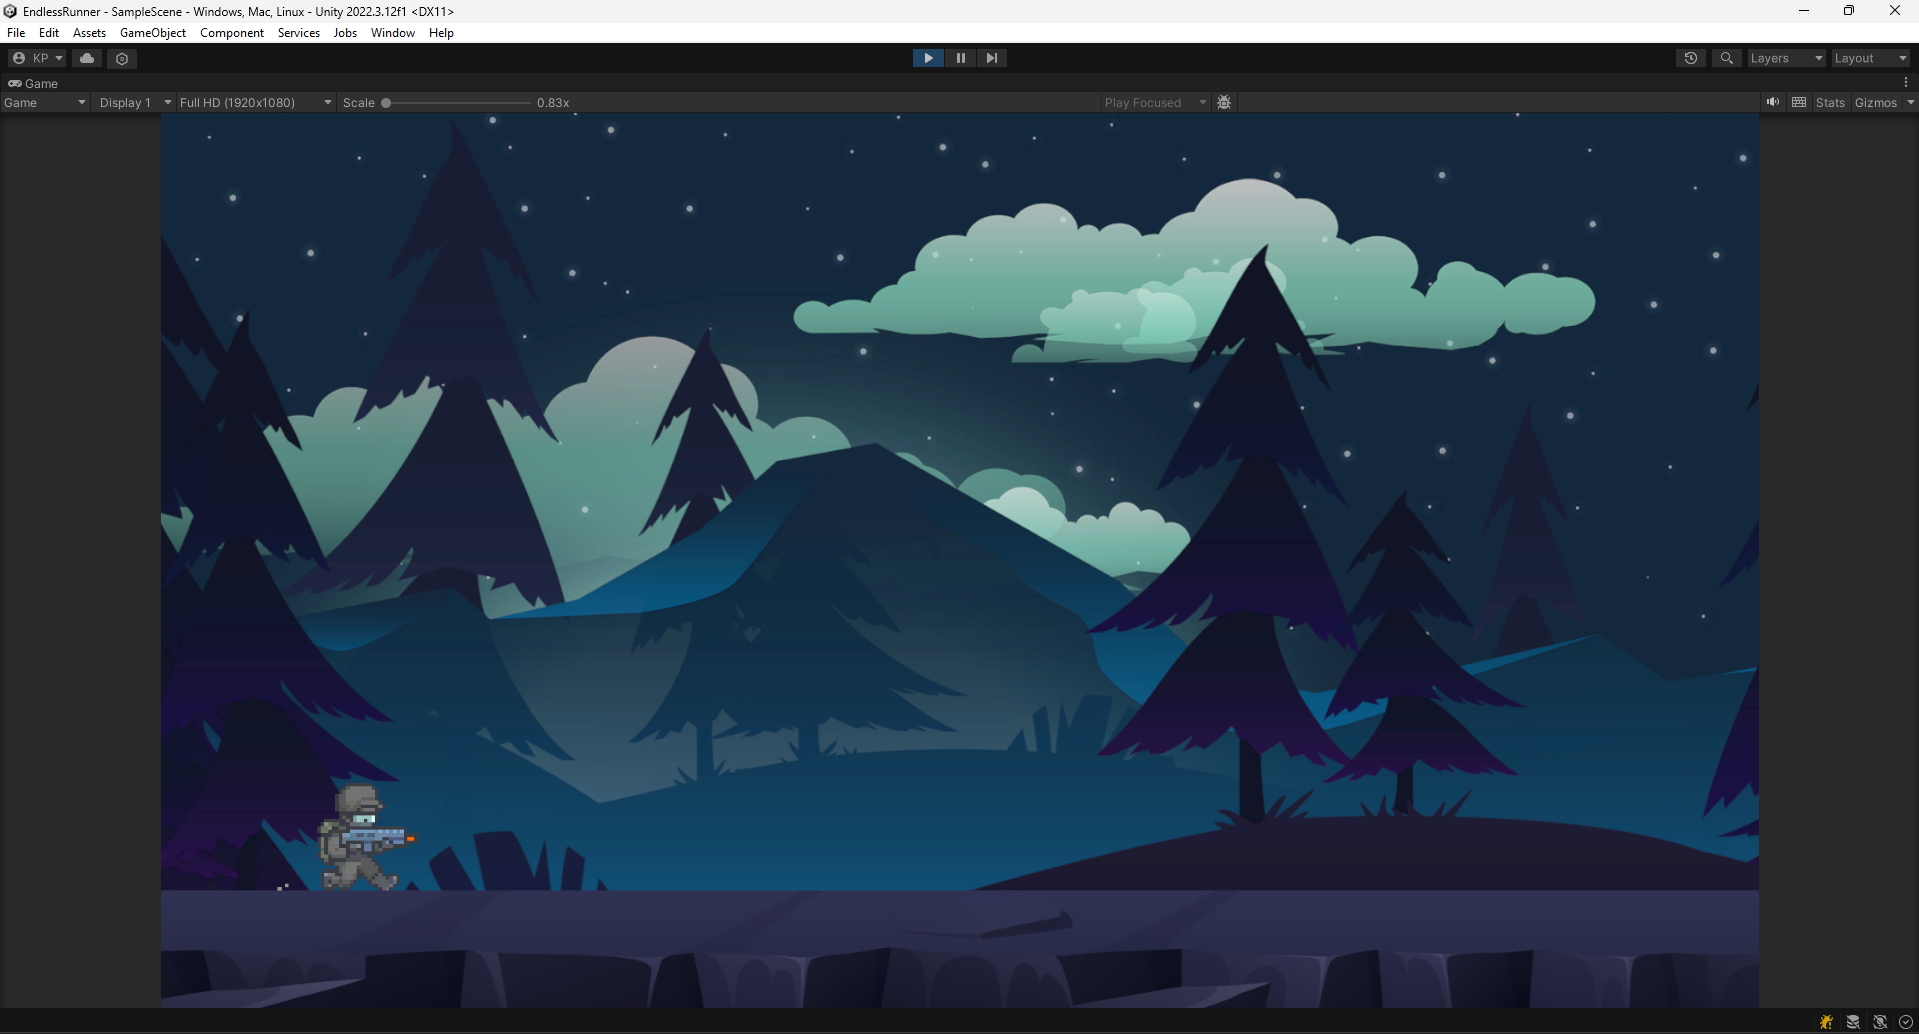 EndlessRunner - SampleScene - Windows, Mac, Linux - Unity 2022.3.12f1 <DX11>
File Edit Assets GameObject Component Services Jobs Window Help
KP Layers Layout
Game
Game Display 1 Full HD (1920x1080) Scale 0.83x Play Focused Stats Gizmos